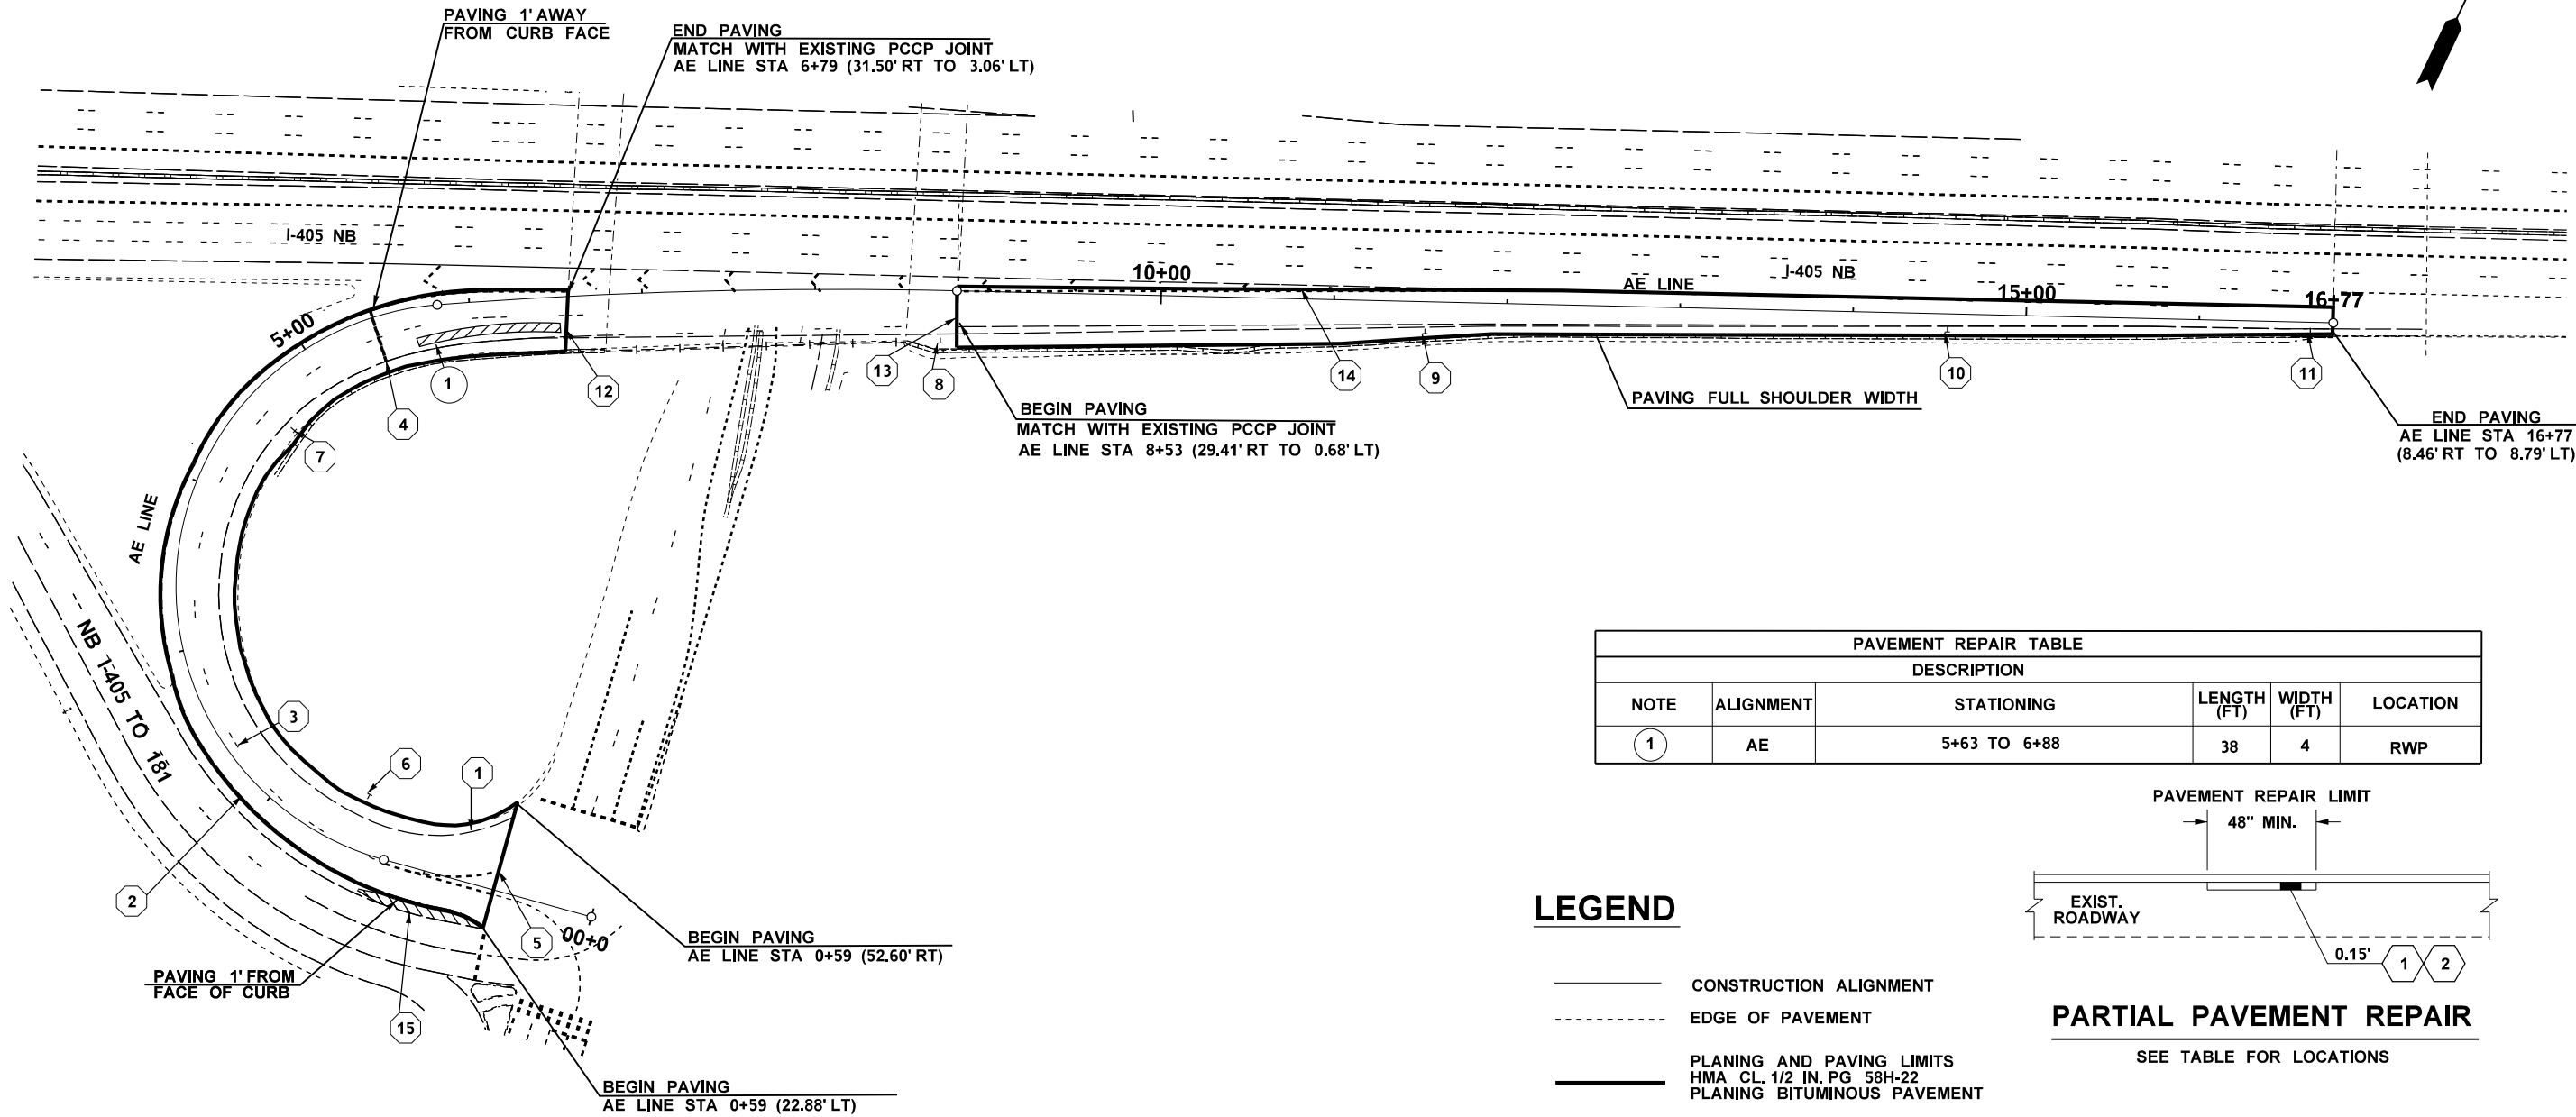 PAVING 1' AWAY
FROM CURB FACE
END PAVING
MATCH WITH EXISTING PCCP JOINT
AE LINE STA 6+79 (31.50' RT TO 3.06' LT)
I-405 NB
10+00
AE LINE
I-405 NB
15+00
16+77
5+00
1
12
4
7
13
8
14
9
10
11
PAVING FULL SHOULDER WIDTH
BEGIN PAVING
MATCH WITH EXISTING PCCP JOINT
AE LINE STA 8+53 (29.41' RT TO 0.68' LT)
END PAVING
AE LINE STA 16+77
(8.46' RT TO 8.79' LT)
AE LINE
NB I-405 TO 181
3
6
1
2
5
0+00
15
PAVING 1' FROM
FACE OF CURB
BEGIN PAVING
AE LINE STA 0+59 (52.60' RT)
BEGIN PAVING
AE LINE STA 0+59 (22.88' LT)
PAVEMENT REPAIR TABLE
DESCRIPTION
NOTE ALIGNMENT STATIONING LENGTH (FT) WIDTH (FT) LOCATION
1 AE 5+63 TO 6+88 38 4 RWP
PAVEMENT REPAIR LIMIT
48" MIN.
EXIST.
ROADWAY
0.15' 1 2
PARTIAL PAVEMENT REPAIR
SEE TABLE FOR LOCATIONS
LEGEND
CONSTRUCTION ALIGNMENT
EDGE OF PAVEMENT
PLANING AND PAVING LIMITS
HMA CL. 1/2 IN. PG 58H-22
PLANING BITUMINOUS PAVEMENT